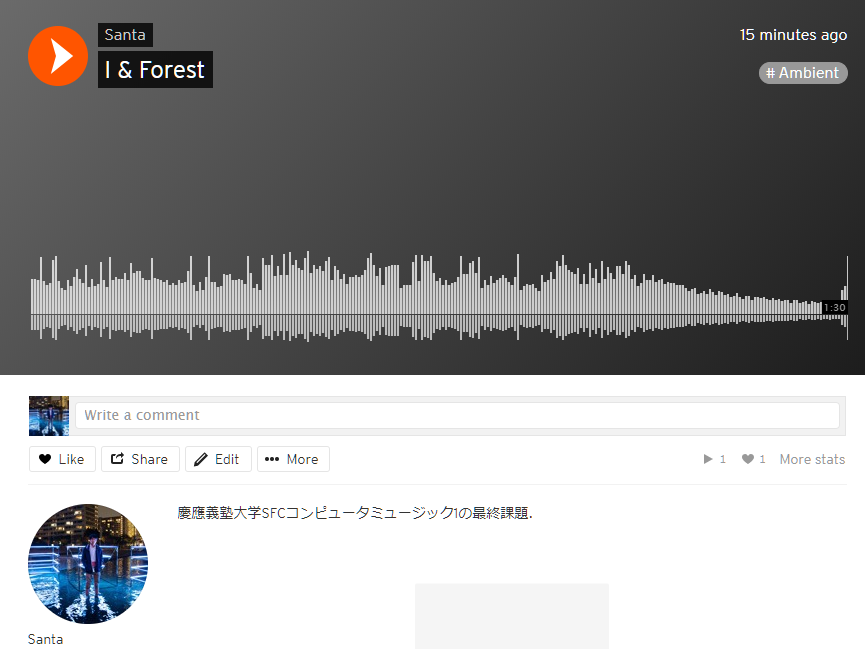 Santa
15 minutes ago
I & Forest
# Ambient
1:30
Write a comment
Like Share Edit More 1 1 More stats
慶應義塾大学SFCコンピュータミュージック1の最終課題.
Santa